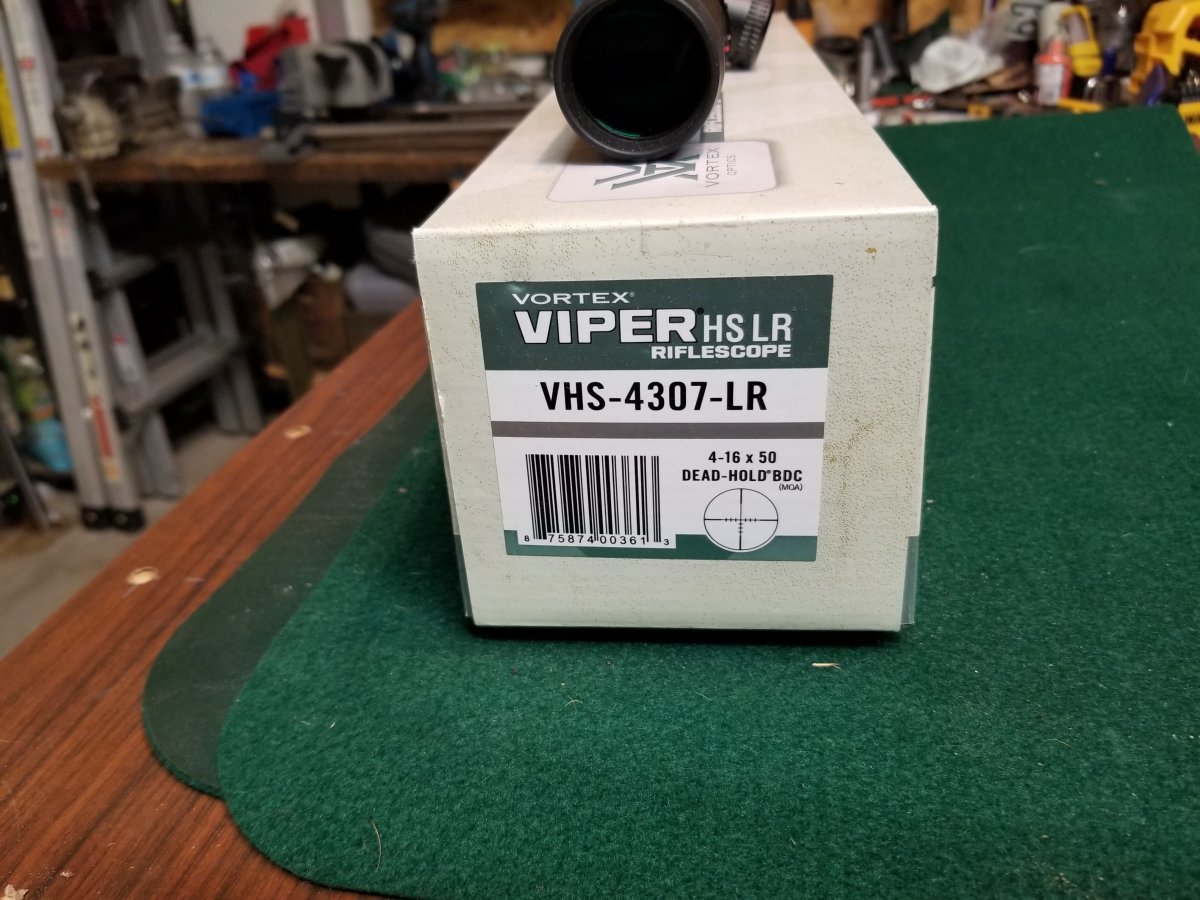 VORTEX
OPTICS
VORTEX®
VIPER® HS LR
RIFLESCOPE
VHS-4307-LR
4-16 x 50
DEAD-HOLD® BDC
(MOA)
8 75874 00361 3